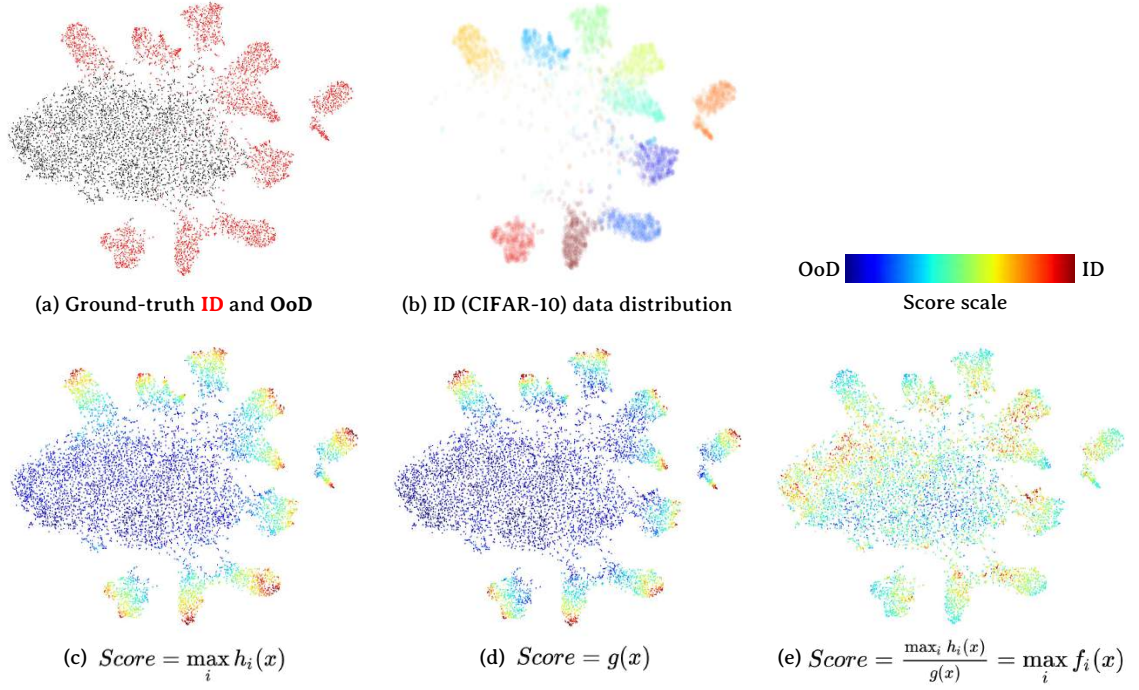 (a) Ground-truth ID and OoD
(b) ID (CIFAR-10) data distribution
OoD ID
Score scale
(c) Score = max_i h_i(x)
(d) Score = g(x)
(e) Score = max_i h_i(x) / g(x) = max_i f_i(x)